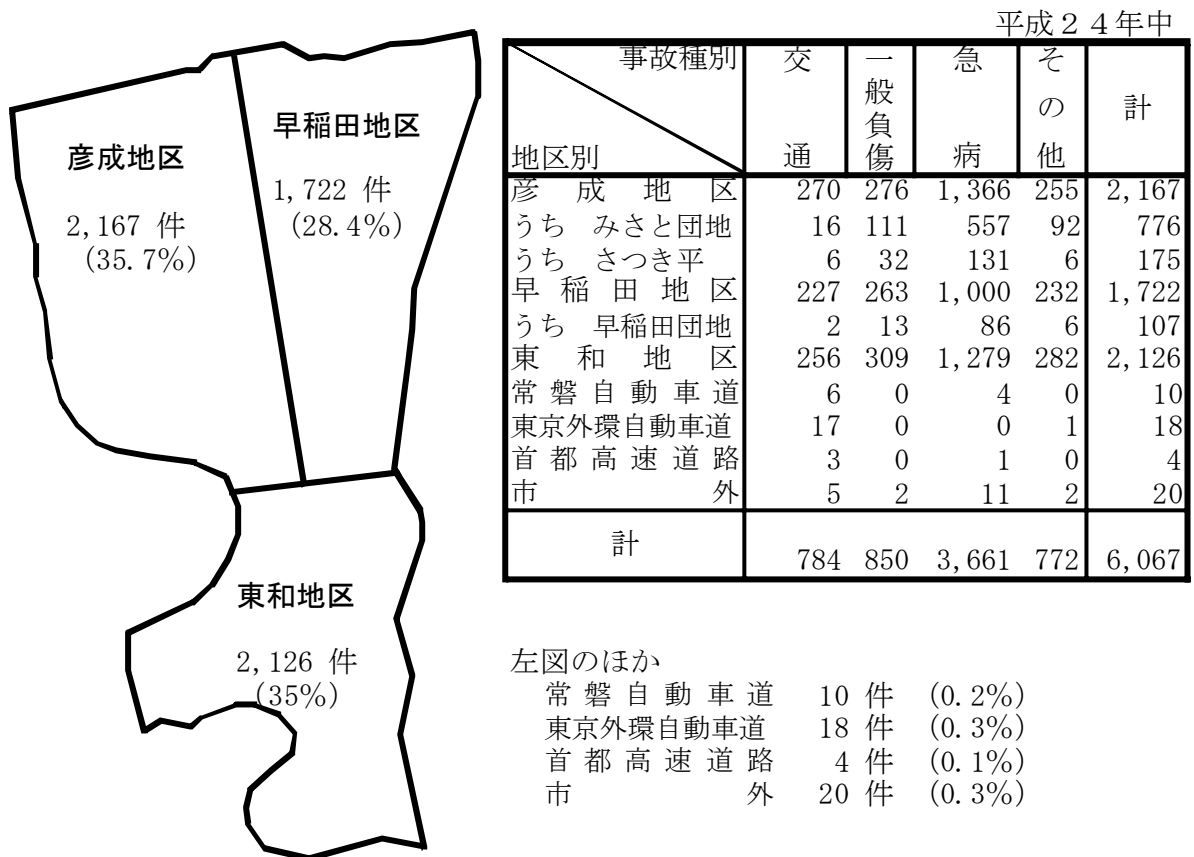 平成24年中
彦成地区
2,167 件
(35.7%)
早稲田地区
1,722 件
(28.4%)
東和地区
2,126 件
(35%)
事故種別 交通 一般負傷 急病 その他 計
地区別
彦成地区 270 276 1,366 255 2,167
うち みさと団地 16 111 557 92 776
うち さつき平 6 32 131 6 175
早稲田地区 227 263 1,000 232 1,722
うち 早稲田団地 2 13 86 6 107
東和地区 256 309 1,279 282 2,126
常磐自動車道 6 0 4 0 10
東京外環自動車道 17 0 0 1 18
首都高速道路 3 0 1 0 4
市外 5 2 11 2 20
計 784 850 3,661 772 6,067
左図のほか
常磐自動車道 10 件 (0.2%)
東京外環自動車道 18 件 (0.3%)
首都高速道路 4 件 (0.1%)
市外 20 件 (0.3%)